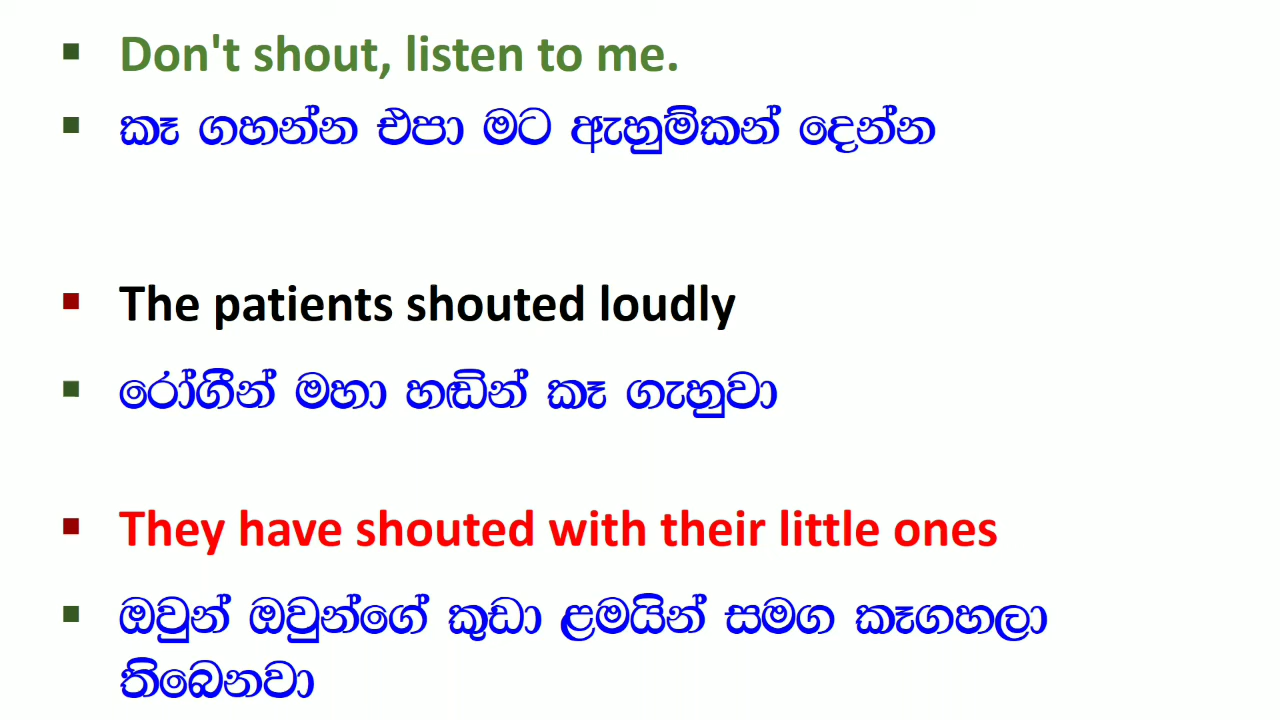 Don't shout, listen to me.
කෑ ගහන්න එපා මට ඇහුම්කන් දෙන්න
The patients shouted loudly
රෝගීන් මහා හඬින් කෑ ගැහුවා
They have shouted with their little ones
ඔවුන් ඔවුන්ගේ කුඩා ළමයින් සමග කෑගහලා
තිබෙනවා